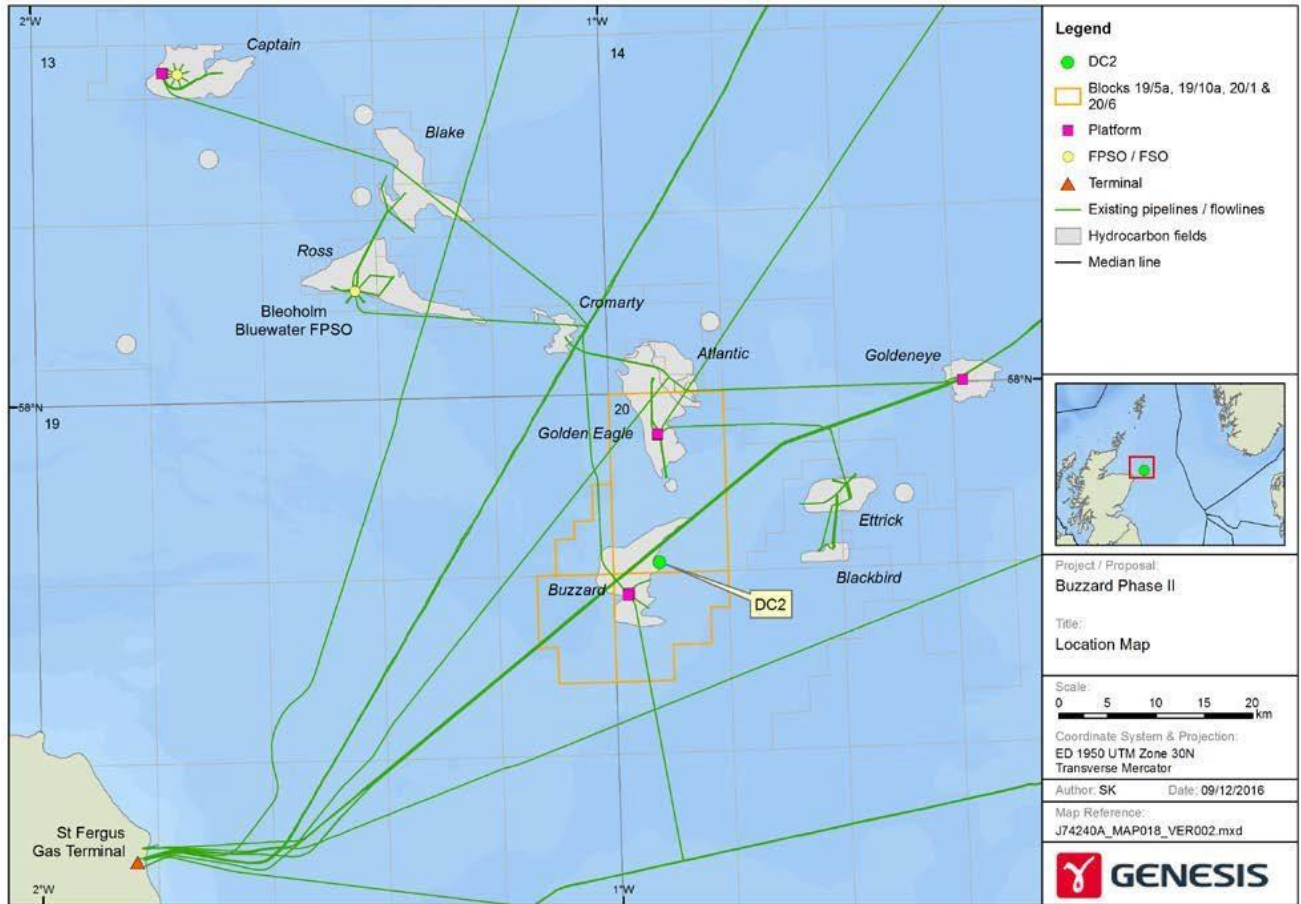 2°W
1°W
13
Captain
14
Blake
Ross
Bleoholm
Bluewater FPSO
Cromarty
Atlantic
Goldeneye
58°N
58°N
19
20
Golden Eagle
Ettrick
Blackbird
Buzzard
DC2
St Fergus
Gas Terminal
2°W
1°W
Legend
DC2
Blocks 19/5a, 19/10a, 20/1 &
20/6
Platform
FPSO / FSO
Terminal
Existing pipelines / flowlines
Hydrocarbon fields
Median line
Project / Proposal:
Buzzard Phase II
Title:
Location Map
Scale:
0 5 10 15 20
km
Coordinate System & Projection:
ED 1950 UTM Zone 30N
Transverse Mercator
Author: SK Date: 09/12/2016
Map Reference:
J74240A_MAP018_VER002.mxd
GENESIS